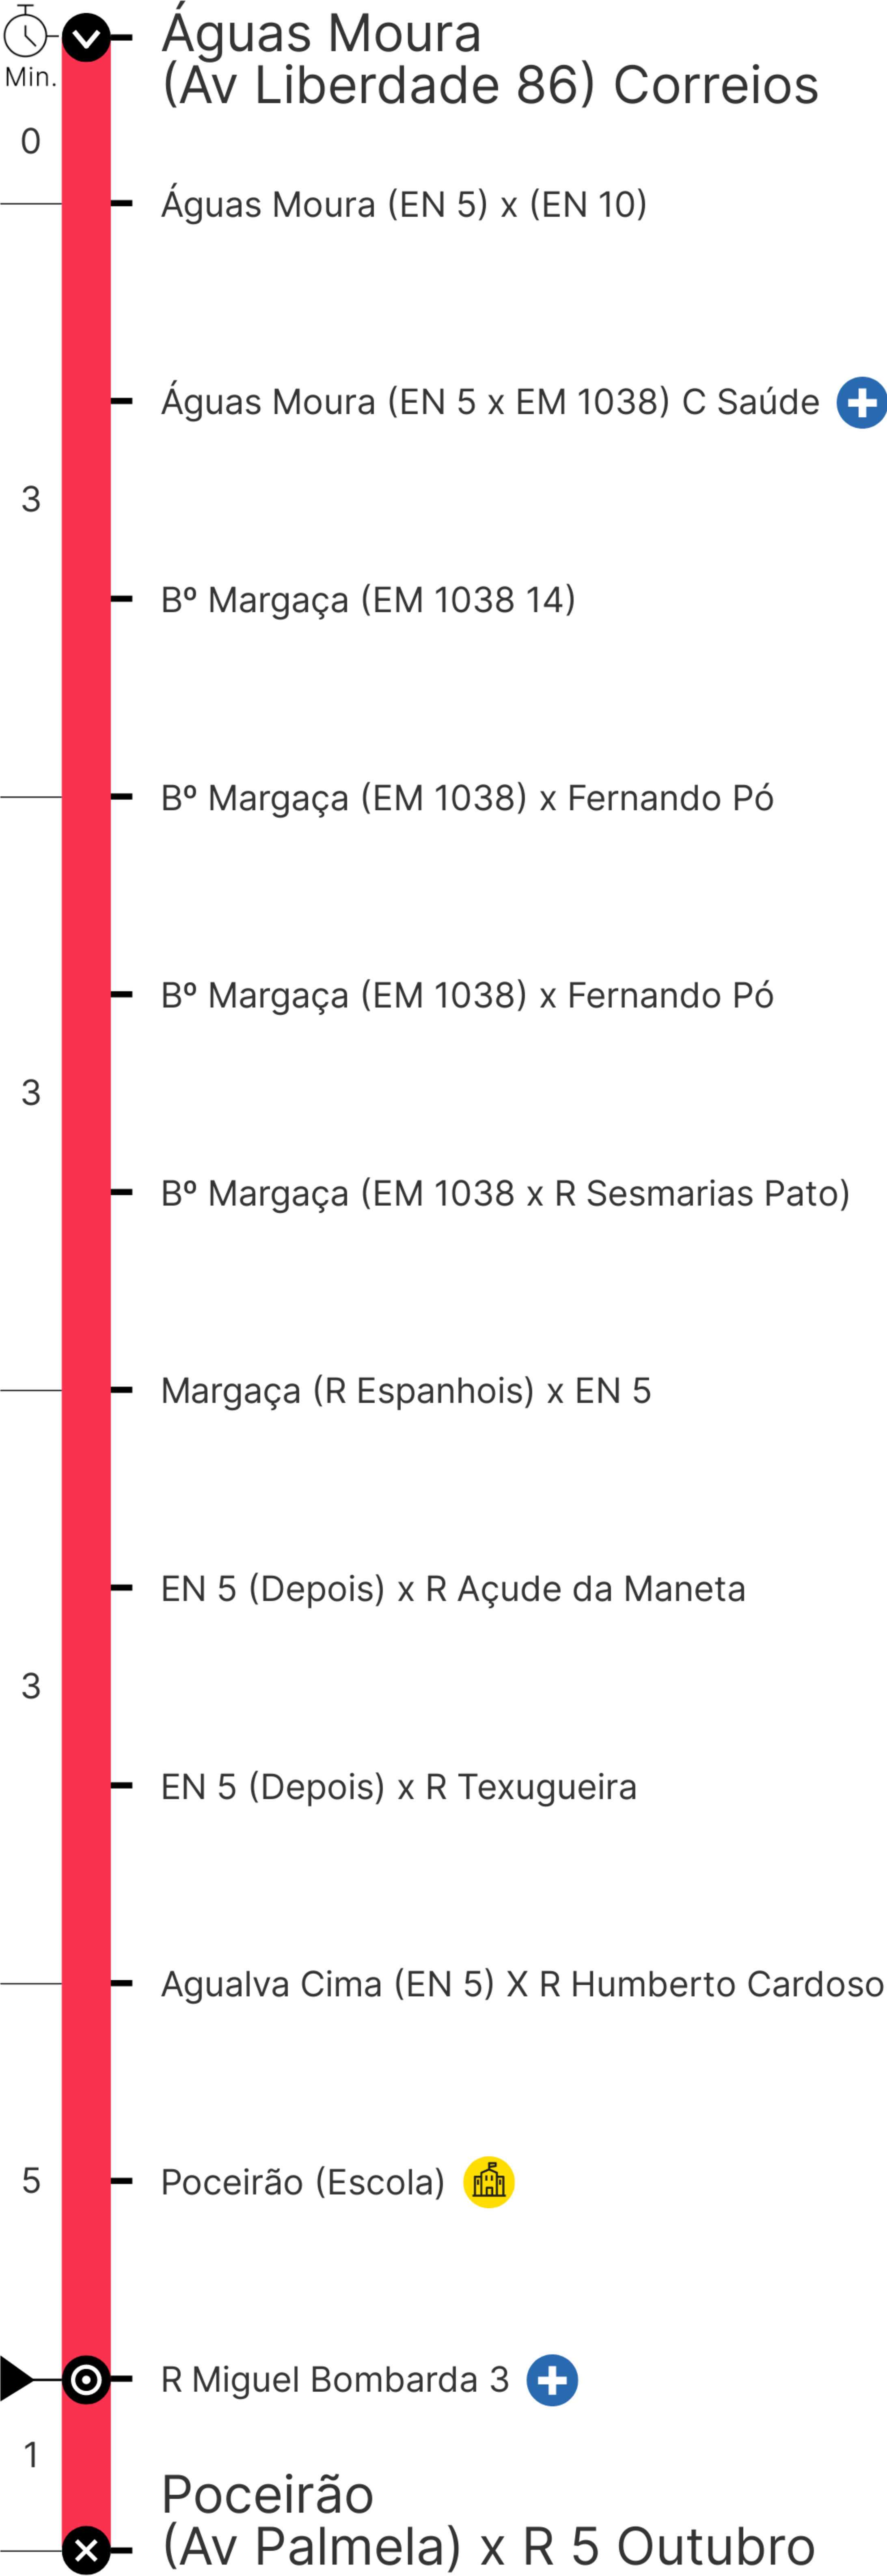 Águas Moura
(Av Liberdade 86) Correios
Min.
0
Águas Moura (EN 5) x (EN 10)
Águas Moura (EN 5 x EM 1038) C Saúde
3
Bº Margaça (EM 1038 14)
Bº Margaça (EM 1038) x Fernando Pó
Bº Margaça (EM 1038) x Fernando Pó
3
Bº Margaça (EM 1038 x R Sesmarias Pato)
Margaça (R Espanhois) x EN 5
EN 5 (Depois) x R Açude da Maneta
3
EN 5 (Depois) x R Texugueira
Agualva Cima (EN 5) X R Humberto Cardoso
5
Poceirão (Escola)
R Miguel Bombarda 3
1
Poceirão
(Av Palmela) x R 5 Outubro